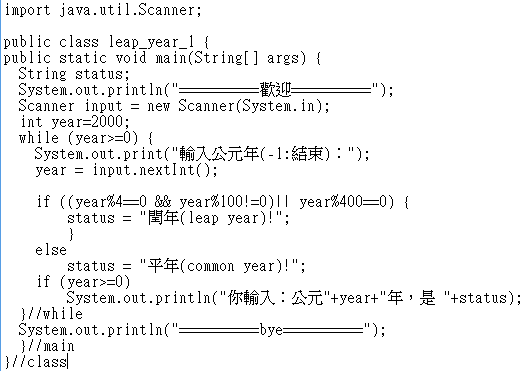 import java.util.Scanner;
public class leap_year_1 {
public static void main(String[] args) {
String status;
System.out.println("==========歡迎==========");
Scanner input = new Scanner(System.in);
int year=2000;
while (year>=0) {
System.out.print("輸入公元年(-1:結束)：");
year = input.nextInt();
if ((year%4==0 && year%100!=0)|| year%400==0) {
status = "閏年(leap year)!";
}
else
status = "平年(common year)!";
if (year>=0)
System.out.println("你輸入：公元"+year+"年，是 "+status);
}//while
System.out.println("==========bye==========");
}//main
}//class